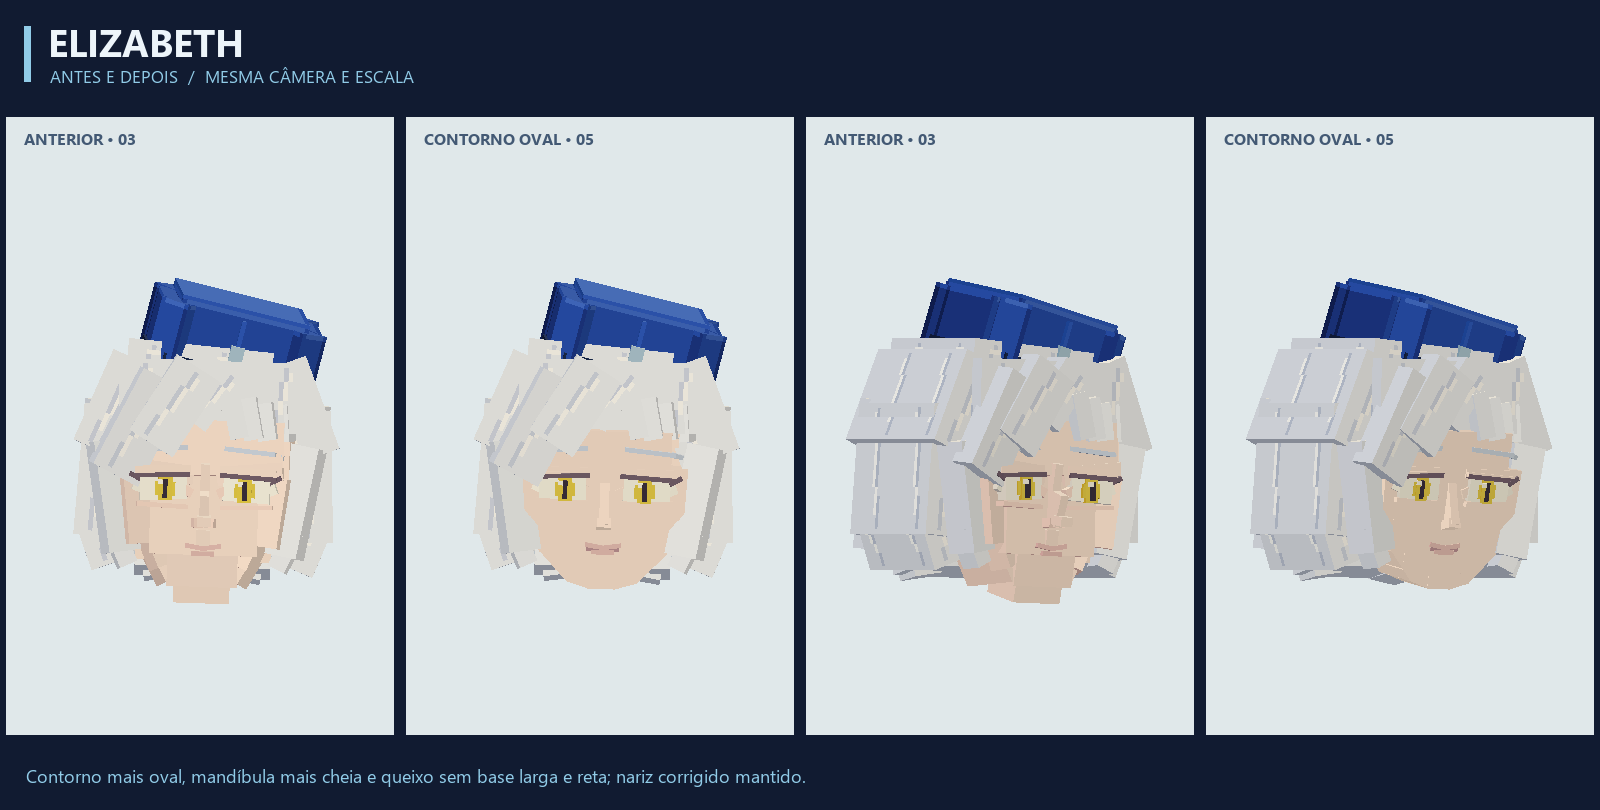 ELIZABETH
ANTES E DEPOIS / MESMA CÂMERA E ESCALA
ANTERIOR • 03
CONTORNO OVAL • 05
ANTERIOR • 03
CONTORNO OVAL • 05
Contorno mais oval, mandíbula mais cheia e queixo sem base larga e reta; nariz corrigido mantido.